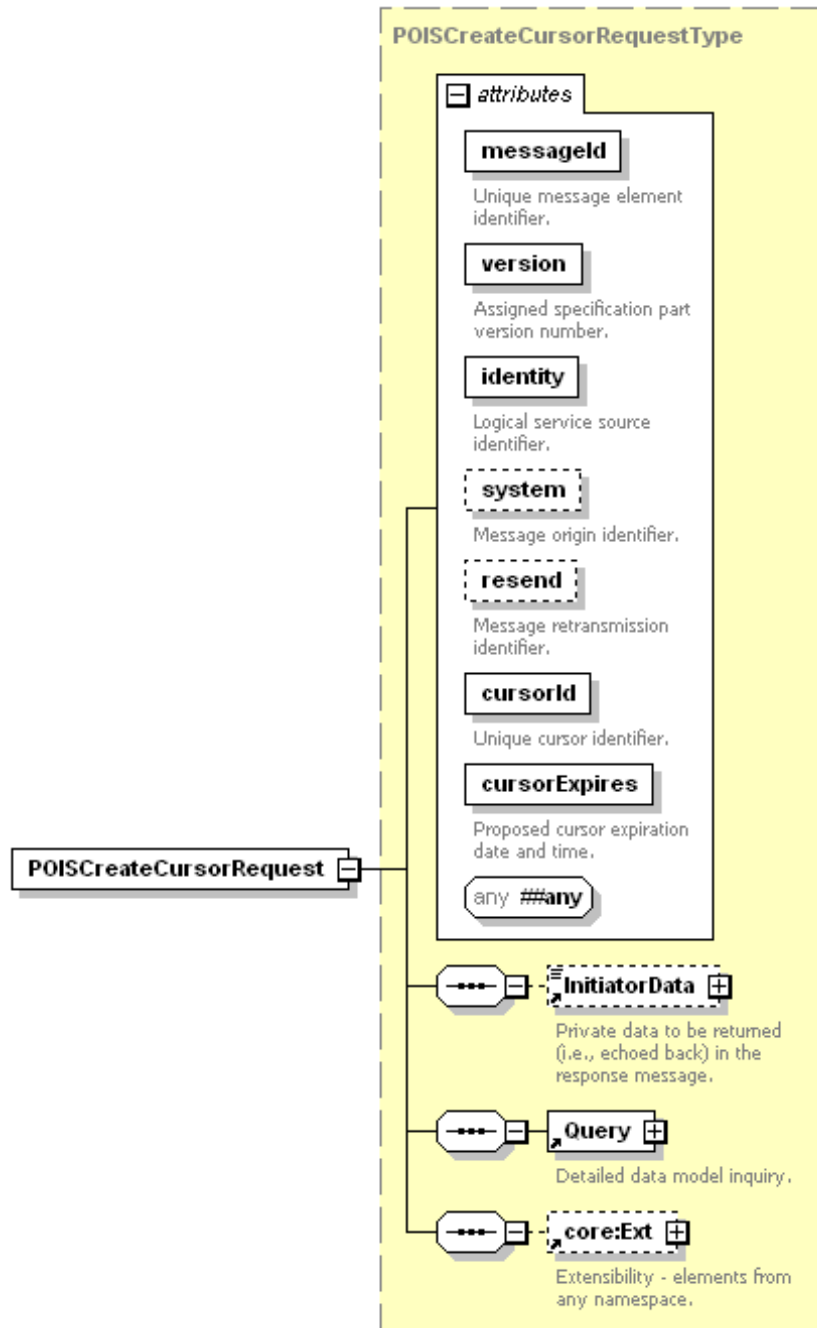 POISCreateCursorRequestType
attributes
messageId
Unique message element
identifier.
version
Assigned specification part
version number.
identity
Logical service source
identifier.
system
Message origin identifier.
resend
Message retransmission
identifier.
cursorId
Unique cursor identifier.
cursorExpires
Proposed cursor expiration
date and time.
any ##any
POISCreateCursorRequest
InitiatorData
Private data to be returned
(i.e., echoed back) in the
response message.
Query
Detailed data model inquiry.
core:Ext
Extensibility - elements from
any namespace.